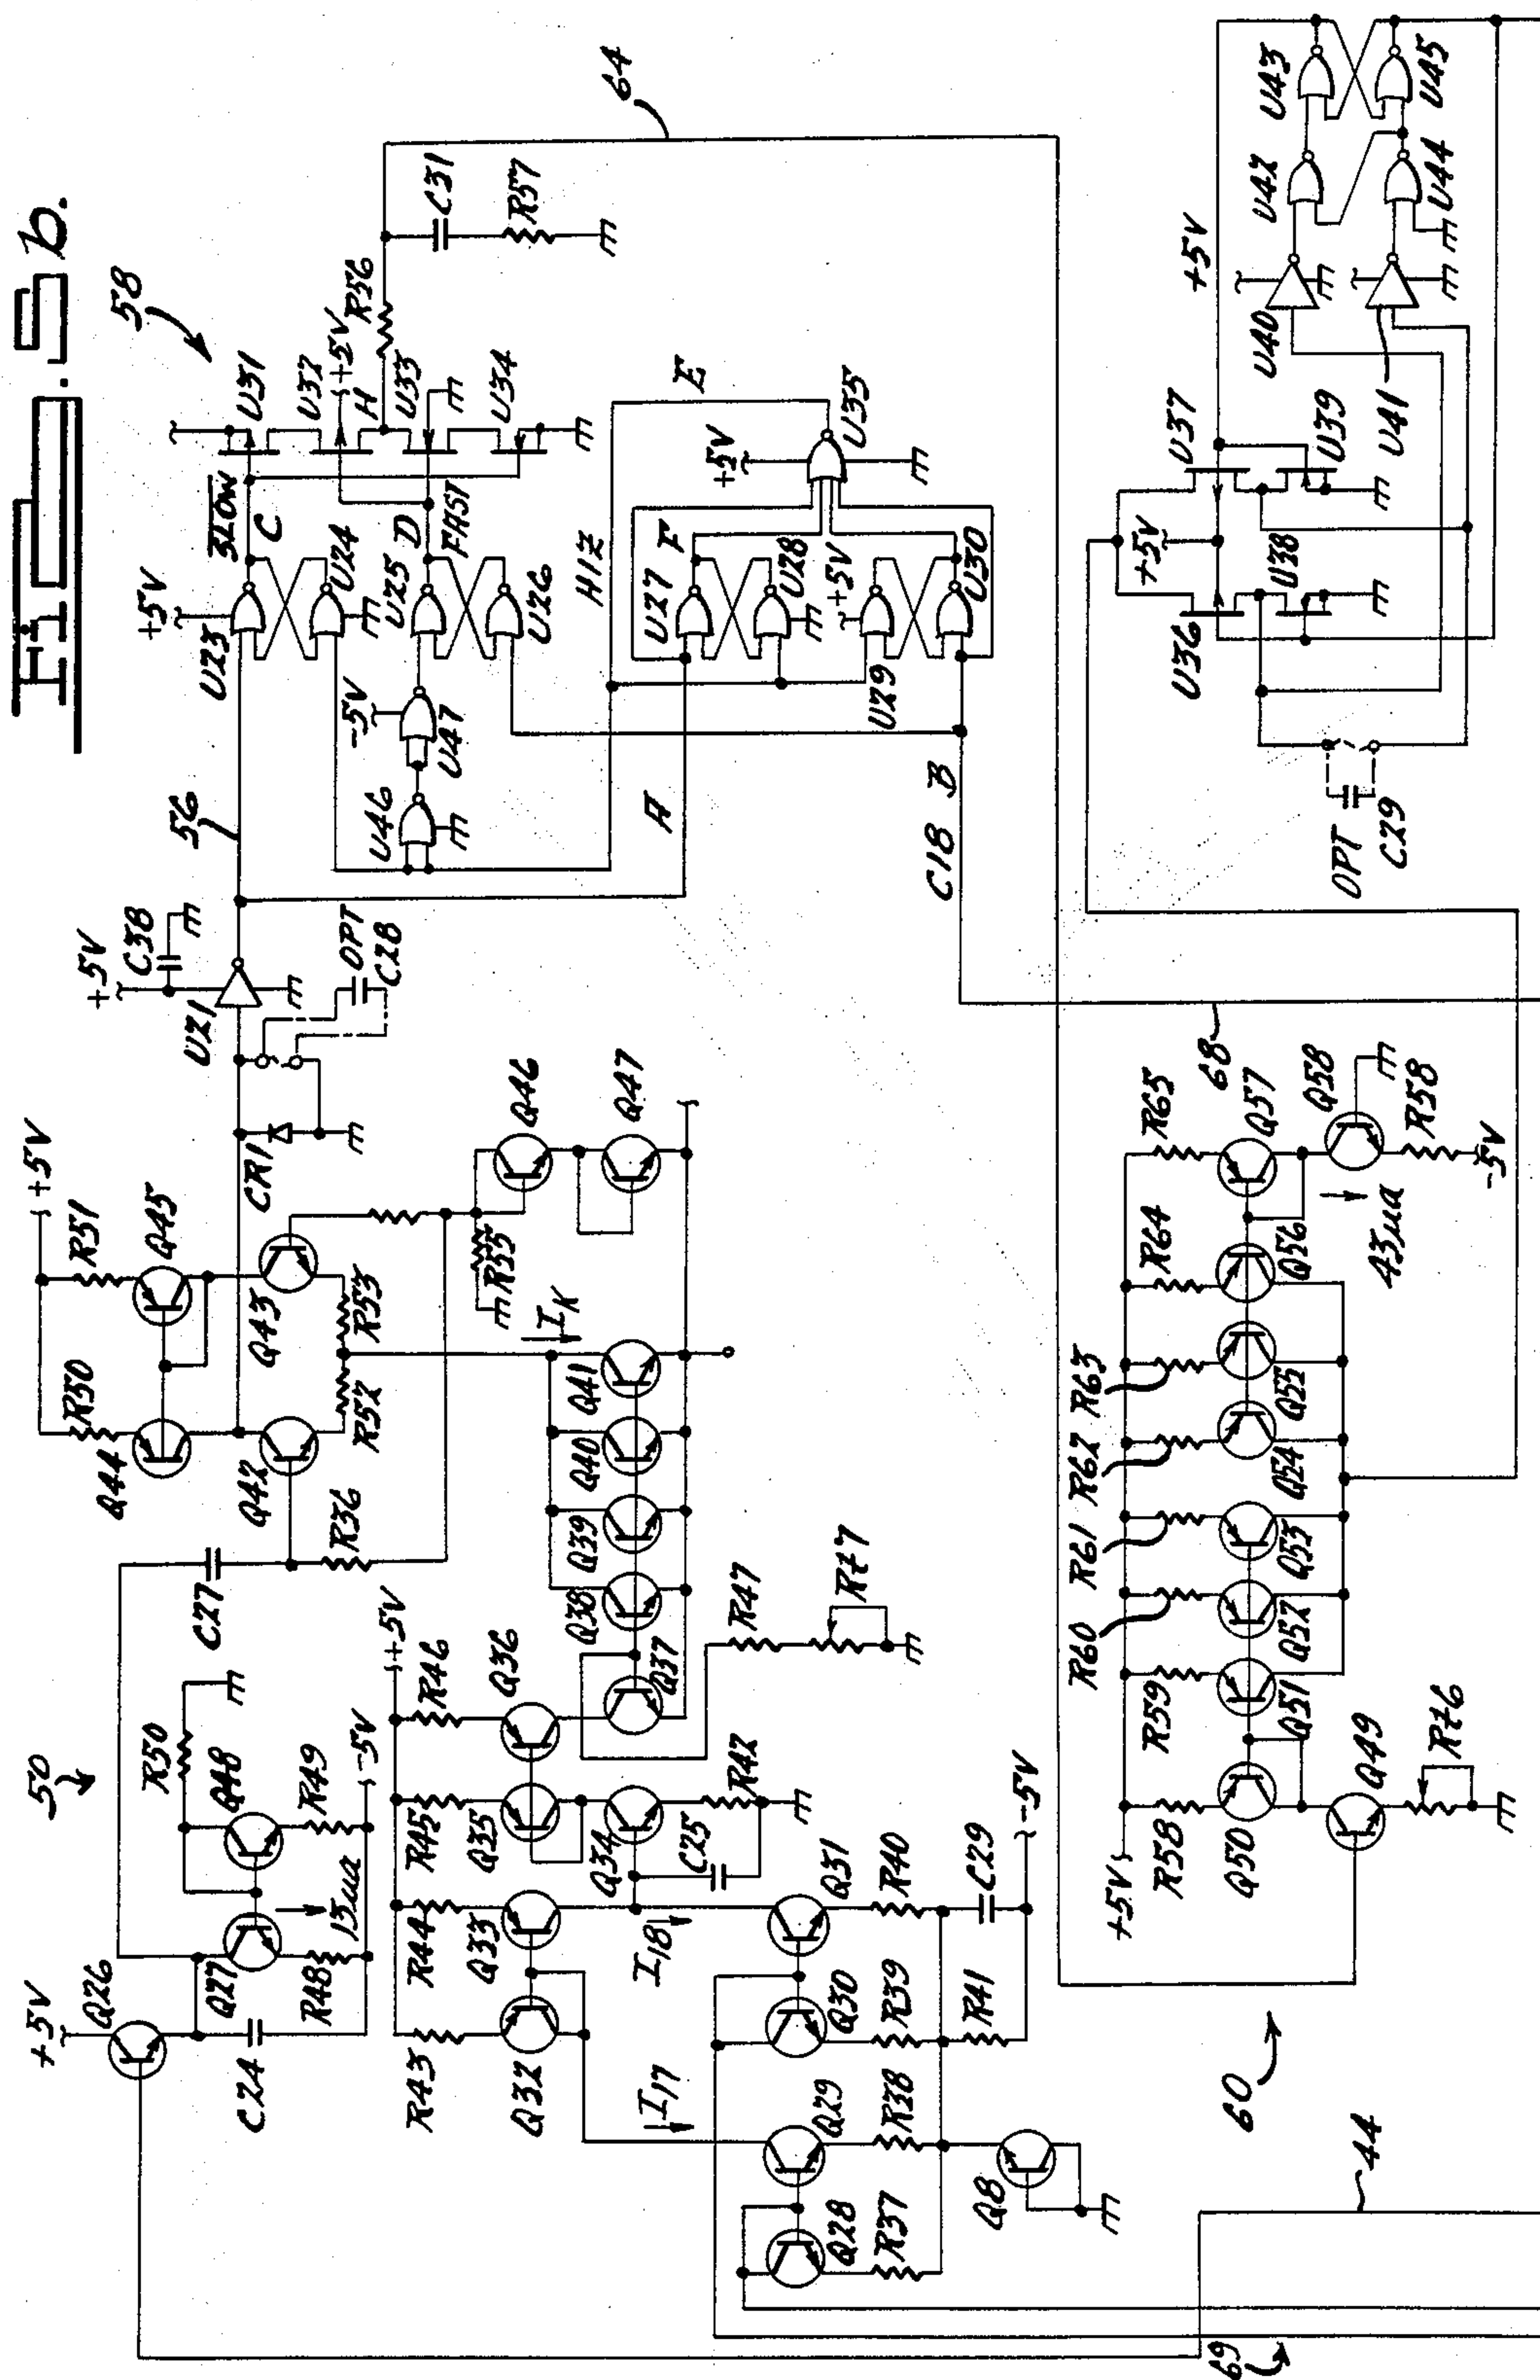 Fig. 5b.
50
+5V
Q26
Q27
C24
R48
13ua
Q48
R49
R50
-5V
C27
R36
Q44
R50
R51
+5V
Q45
Q42
Q43
R52
R53
CR1
U21
+5V
C38
OPT
C28
56
R55
Q46
Q47
IK
Q38
Q39
Q40
Q41
Q37
R47
Rt7
+5V
R43
R44
R45
R46
Q32
Q33
Q34
Q35
Q36
C25
R42
I17
I18
Q28
Q29
Q30
Q31
R37
R38
R39
R40
R41
C29
-5V
Q8
69
44
58
+5V
U23
U24
SLOW
C
U25
U26
D
FAST
U46
U47
-5V
HIZ
A
C18 B
U27
U28
F
+5V
U29
U30
U35
+5V
E
U31
U32
+5V
H
U33
U34
R56
C31
R57
64
60
+5V
R58
R59
R60
R61
R62
R63
R64
R65
Q50
Q51
Q52
Q53
Q54
Q55
Q56
Q57
Q49
Rt6
Q58
R58
43ua
-5V
68
U36
U37
U38
U39
+5V
+5V
OPT
C29
U40
U41
U42
U43
U44
U45